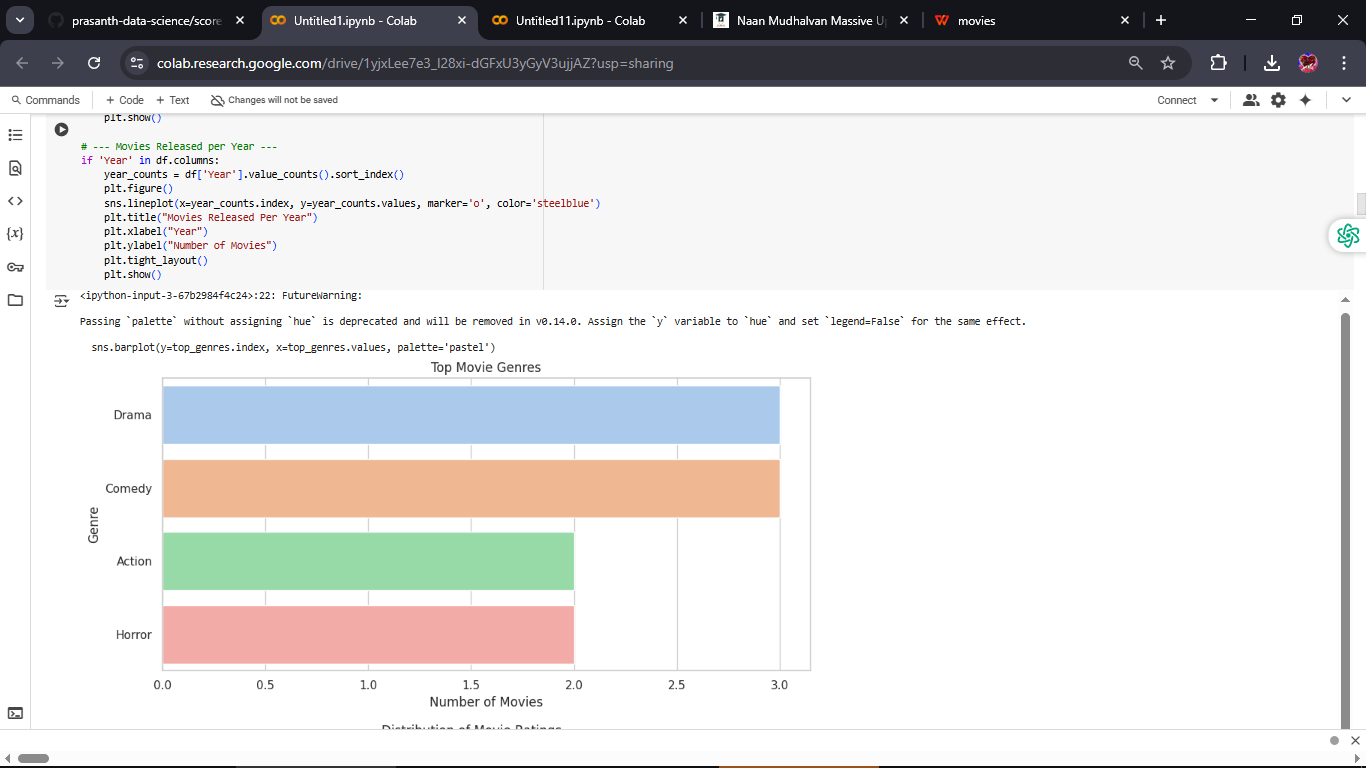 prasanth-data-science/score
Untitled1.ipynb - Colab
Untitled11.ipynb - Colab
Naan Mudhalvan Massive U
movies
colab.research.google.com/drive/1yjxLee7e3_l28xi-dGFxU3yGyV3ujjAZ?usp=sharing
Commands
+ Code
+ Text
Changes will not be saved
Connect
plt.show()
# --- Movies Released per Year ---
if 'Year' in df.columns:
year_counts = df['Year'].value_counts().sort_index()
plt.figure()
sns.lineplot(x=year_counts.index, y=year_counts.values, marker='o', color='steelblue')
plt.title("Movies Released Per Year")
plt.xlabel("Year")
plt.ylabel("Number of Movies")
plt.tight_layout()
plt.show()
<ipython-input-3-67b2984f4c24>:22: FutureWarning:
Passing `palette` without assigning `hue` is deprecated and will be removed in v0.14.0. Assign the `y` variable to `hue` and set `legend=False` for the same effect.
sns.barplot(y=top_genres.index, x=top_genres.values, palette='pastel')
Top Movie Genres
Drama
Comedy
Action
Horror
Genre
0.0
0.5
1.0
1.5
2.0
2.5
3.0
Number of Movies
Distribution of Movie Ratings